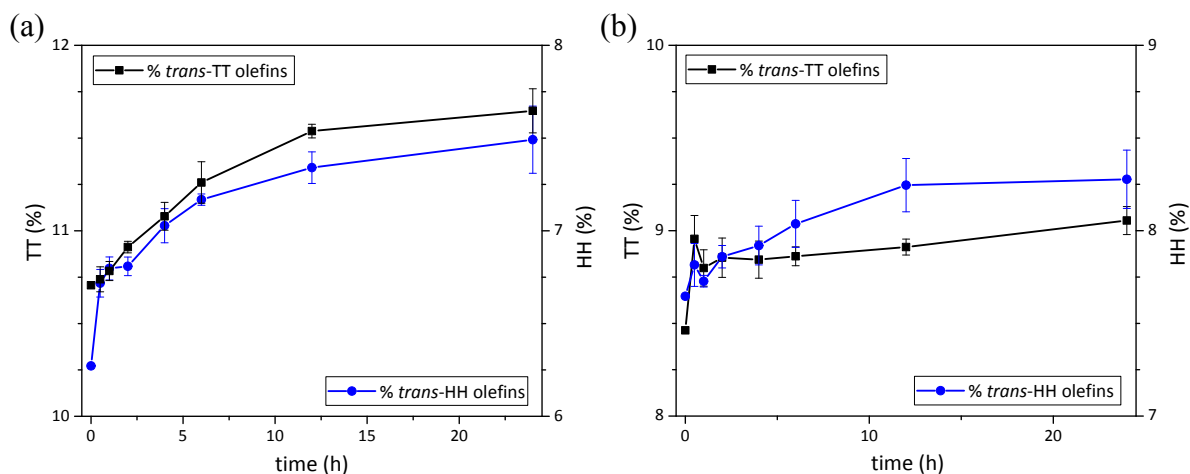 (a)
12
11
10
TT (%)
8
7
6
HH (%)
% trans-TT olefins
% trans-HH olefins
0
5
10
15
20
time (h)
(b)
10
9
8
TT (%)
9
8
7
HH (%)
% trans-TT olefins
% trans-HH olefins
0
10
20
time (h)